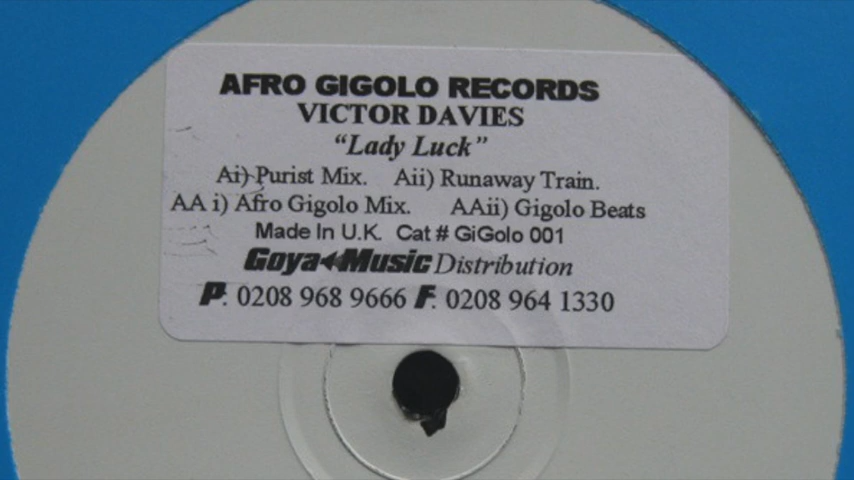 AFRO GIGOLO RECORDS
VICTOR DAVIES
“Lady Luck”
Ai) Purist Mix. Aii) Runaway Train.
AA i) Afro Gigolo Mix. AAii) Gigolo Beats
Made In U.K. Cat # GiGolo 001
Goya Music Distribution
P. 0208 968 9666 F. 0208 964 1330